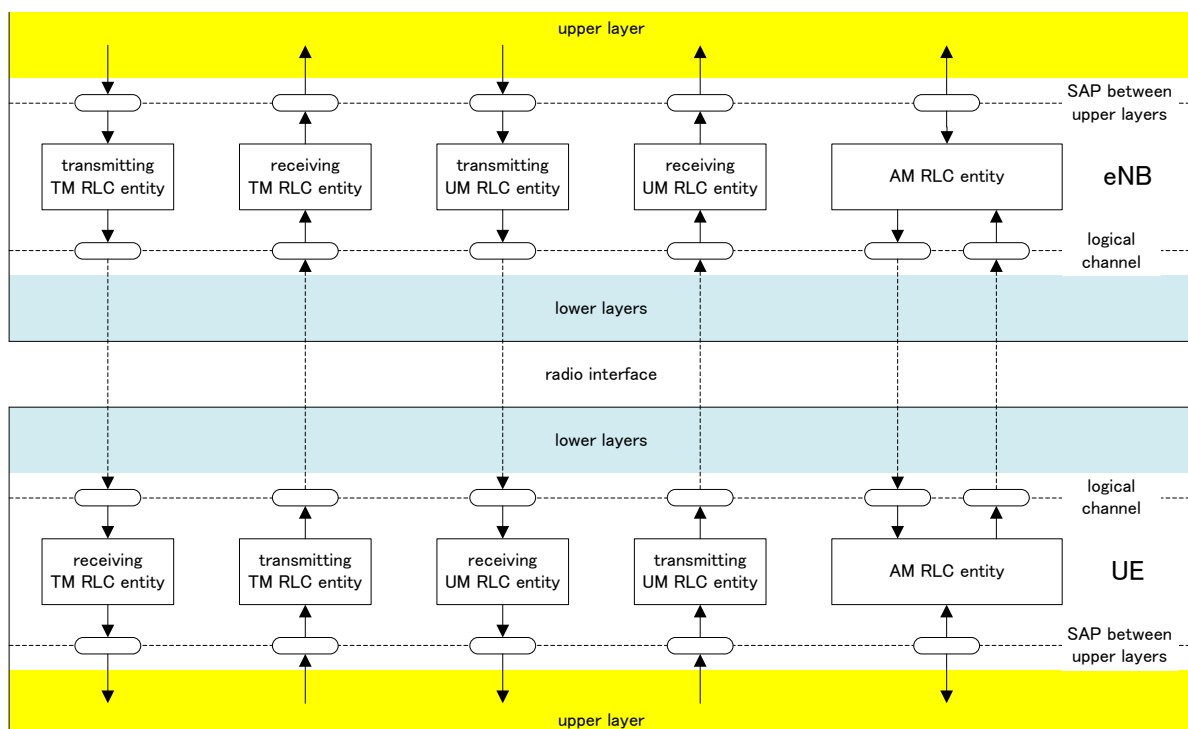 upper layer
SAP between
upper layers
transmitting
TM RLC entity
receiving
TM RLC entity
transmitting
UM RLC entity
receiving
UM RLC entity
AM RLC entity
eNB
logical
channel
lower layers
radio interface
lower layers
logical
channel
receiving
TM RLC entity
transmitting
TM RLC entity
receiving
UM RLC entity
transmitting
UM RLC entity
AM RLC entity
UE
SAP between
upper layers
upper layer